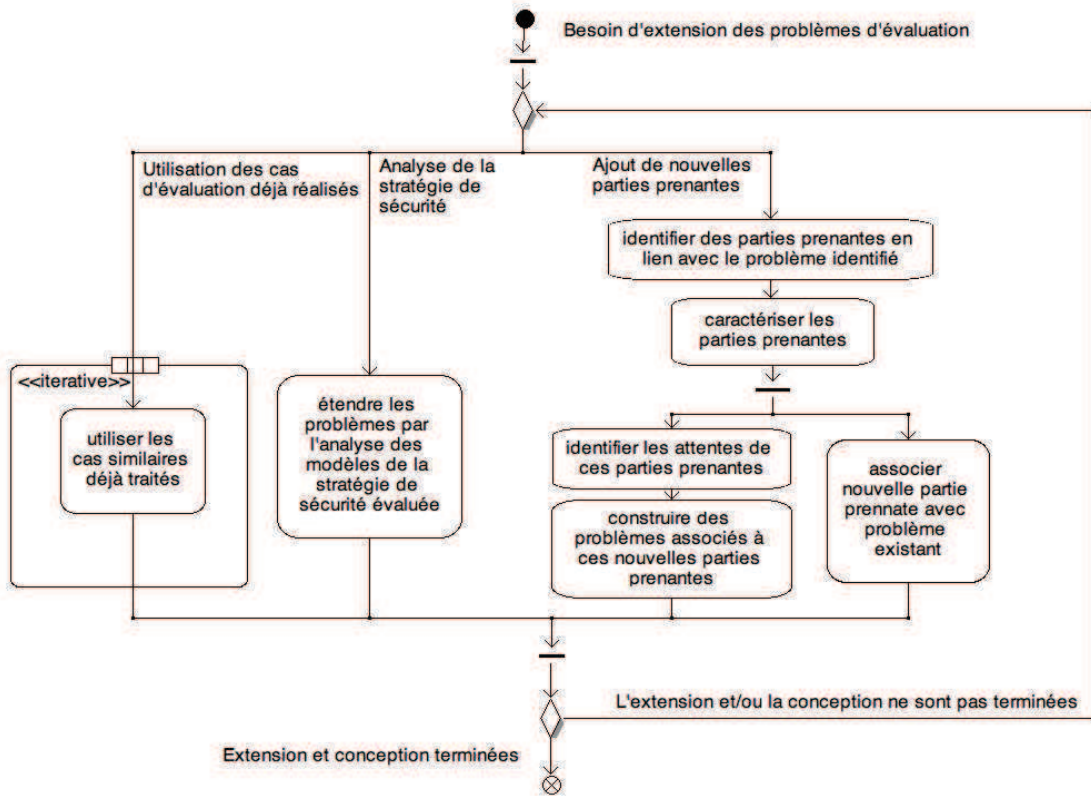 Besoin d'extension des problèmes d'évaluation
Utilisation des cas
d'évaluation déjà réalisés
Analyse de la
stratégie de
sécurité
Ajout de nouvelles
parties prenantes
identifier des parties prenantes en
lien avec le problème identifié
caractériser les
parties prenantes
<<iterative>>
utiliser les
cas similaires
déjà traités
étendre les
problèmes par
l'analyse des
modèles de la
stratégie de
sécurité évaluée
identifier les attentes de
ces parties prenantes
construire des
problèmes associés à
ces nouvelles parties
prenantes
associer
nouvelle partie
prennate avec
problème
existant
L'extension et/ou la conception ne sont pas terminées
Extension et conception terminées